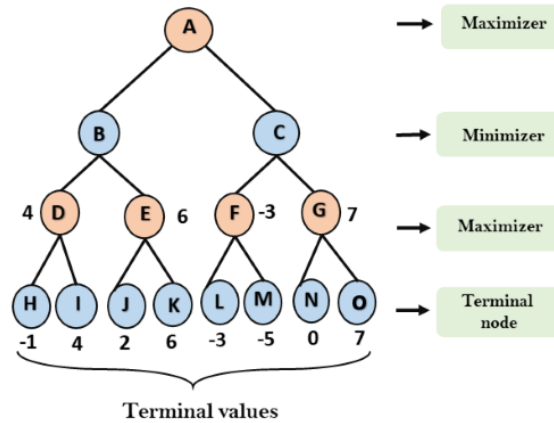 A
Maximizer
B
C
Minimizer
4 D
E 6
F -3
G 7
Maximizer
H I J K L M N O
Terminal
node
-1 4 2 6 -3 -5 0 7
Terminal values